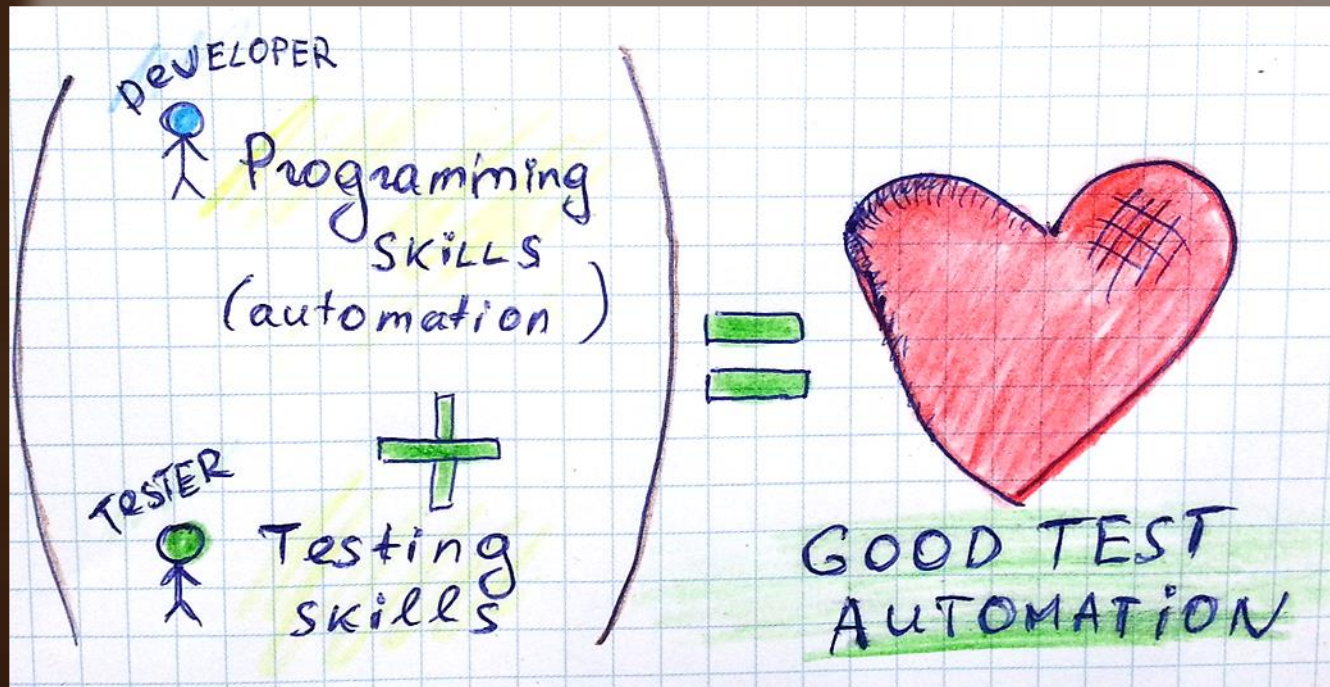 DeVELOPER
Programming
SKiLLS
(automation)
+
TeSTER
Testing
skills
=
GOOD TEST
AUTOMATiON